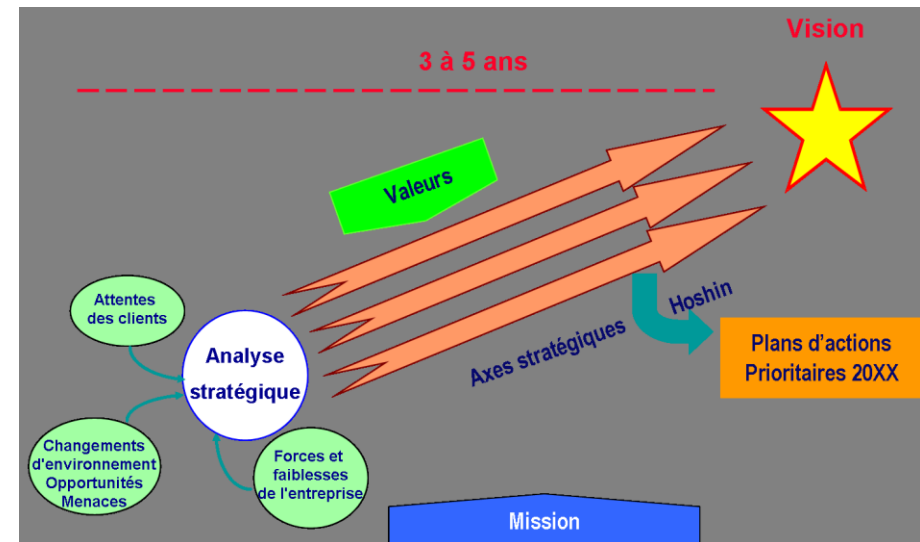 Vision
3 à 5 ans
Valeurs
Attentes
des clients
Analyse
stratégique
Changements
d'environnement
Opportunités
Menaces
Forces et
faiblesses
de l'entreprise
Axes stratégiques
Hoshin
Plans d'actions
Prioritaires 20XX
Mission